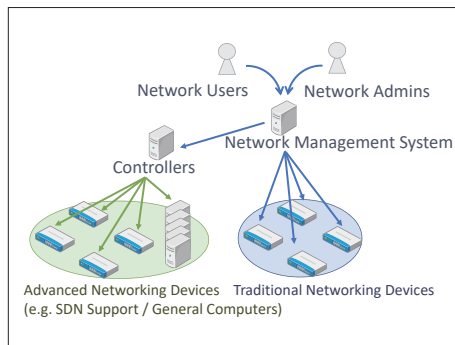 Network Users
Network Admins
Network Management System
Controllers
Advanced Networking Devices
(e.g. SDN Support / General Computers)
Traditional Networking Devices